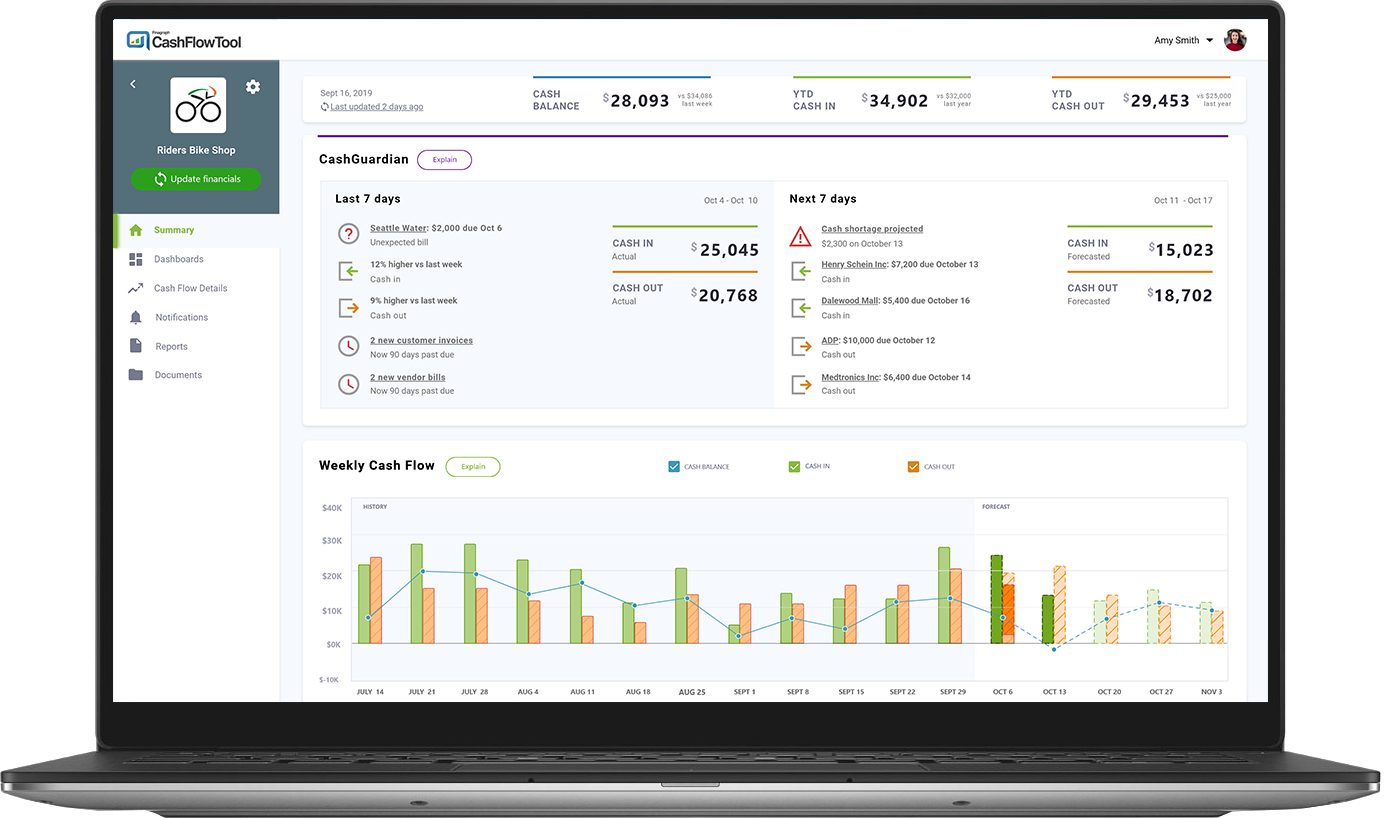 Finagraph
CashFlowTool
Amy Smith
Riders Bike Shop
Update financials
Summary
Dashboards
Cash Flow Details
Notifications
Reports
Documents
Sept 16, 2019
Last updated 2 days ago
CASH BALANCE
$28,093
vs $34,086
last week
YTD CASH IN
$34,902
vs $32,000
last year
YTD CASH OUT
$29,453
vs $25,000
last year
CashGuardian
Explain
Last 7 days
Oct 4 - Oct 10
Seattle Water: $2,000 due Oct 6
Unexpected bill
12% higher vs last week
Cash in
9% higher vs last week
Cash out
2 new customer invoices
Now 90 days past due
2 new vendor bills
Now 90 days past due
CASH IN
Actual
$25,045
CASH OUT
Actual
$20,768
Next 7 days
Oct 11 - Oct 17
Cash shortage projected
$2,300 on October 13
Henry Schein Inc: $7,200 due October 13
Cash in
Dalewood Mall: $5,400 due October 16
Cash in
ADP: $10,000 due October 12
Cash out
Medtronics Inc: $6,400 due October 14
Cash out
CASH IN
Forecasted
$15,023
CASH OUT
Forecasted
$18,702
Weekly Cash Flow
Explain
CASH BALANCE
CASH IN
CASH OUT
HISTORY
FORECAST
$40K
$30K
$20K
$10K
$0K
$-10K
JULY 14
JULY 21
JULY 28
AUG 4
AUG 11
AUG 18
AUG 25
SEPT 1
SEPT 8
SEPT 15
SEPT 22
SEPT 29
OCT 6
OCT 13
OCT 20
OCT 27
NOV 3